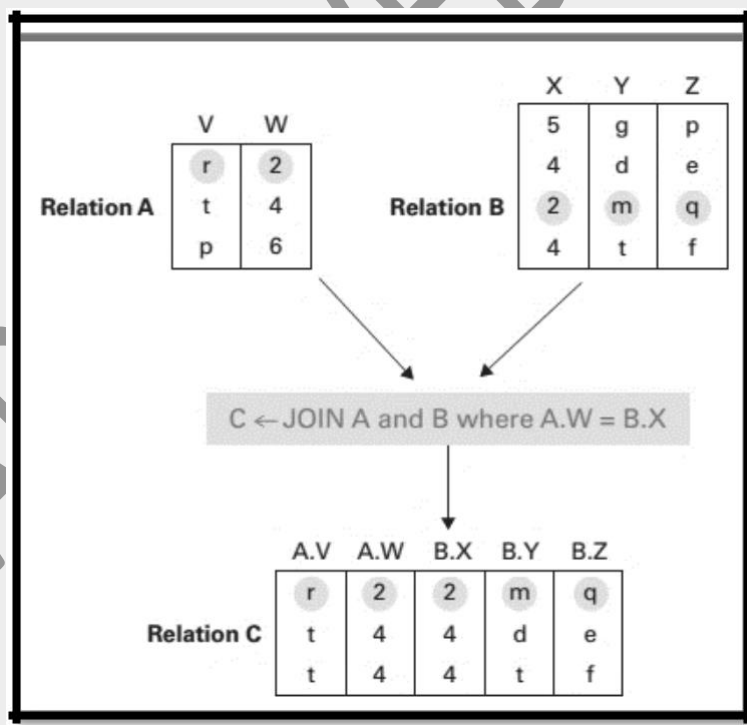 X Y Z
V W
5 g p
r 2
4 d e
Relation A
t 4
Relation B
2 m q
p 6
4 t f
C ← JOIN A and B where A.W = B.X
A.V A.W B.X B.Y B.Z
r 2 2 m q
Relation C
t 4 4 d e
t 4 4 t f